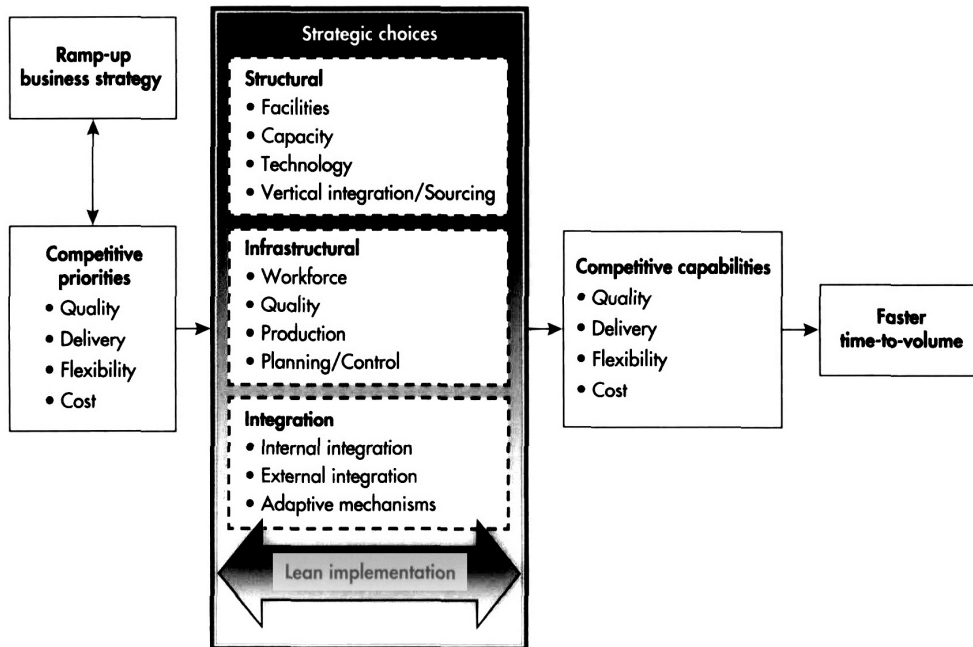 Ramp-up
business strategy
Competitive
priorities
• Quality
• Delivery
• Flexibility
• Cost
Strategic choices
Structural
• Facilities
• Capacity
• Technology
• Vertical integration/Sourcing
Infrastructural
• Workforce
• Quality
• Production
• Planning/Control
Integration
• Internal integration
• External integration
• Adaptive mechanisms
Lean implementation
Competitive capabilities
• Quality
• Delivery
• Flexibility
• Cost
Faster
time-to-volume